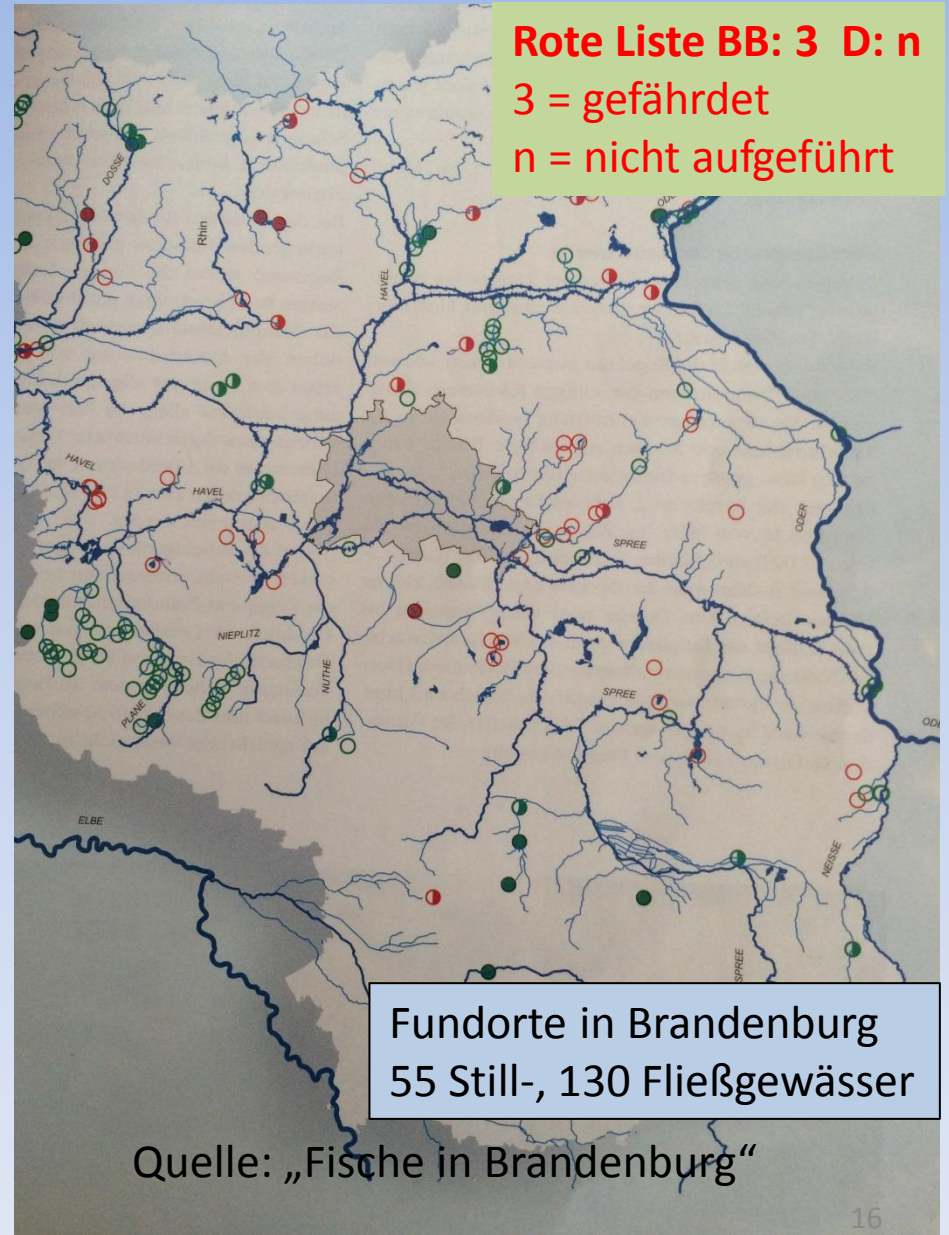 Rote Liste BB: 3 D: n
3 = gefährdet
n = nicht aufgeführt
DOSSE
Rhin
HAVEL
HAVEL
HAVEL
ODER
SPREE
NIEPLITZ
NUTHE
PLANE
SPREE
ELBE
NEISSE
SPREE
Fundorte in Brandenburg
55 Still-, 130 Fließgewässer
Quelle: „Fische in Brandenburg“
16